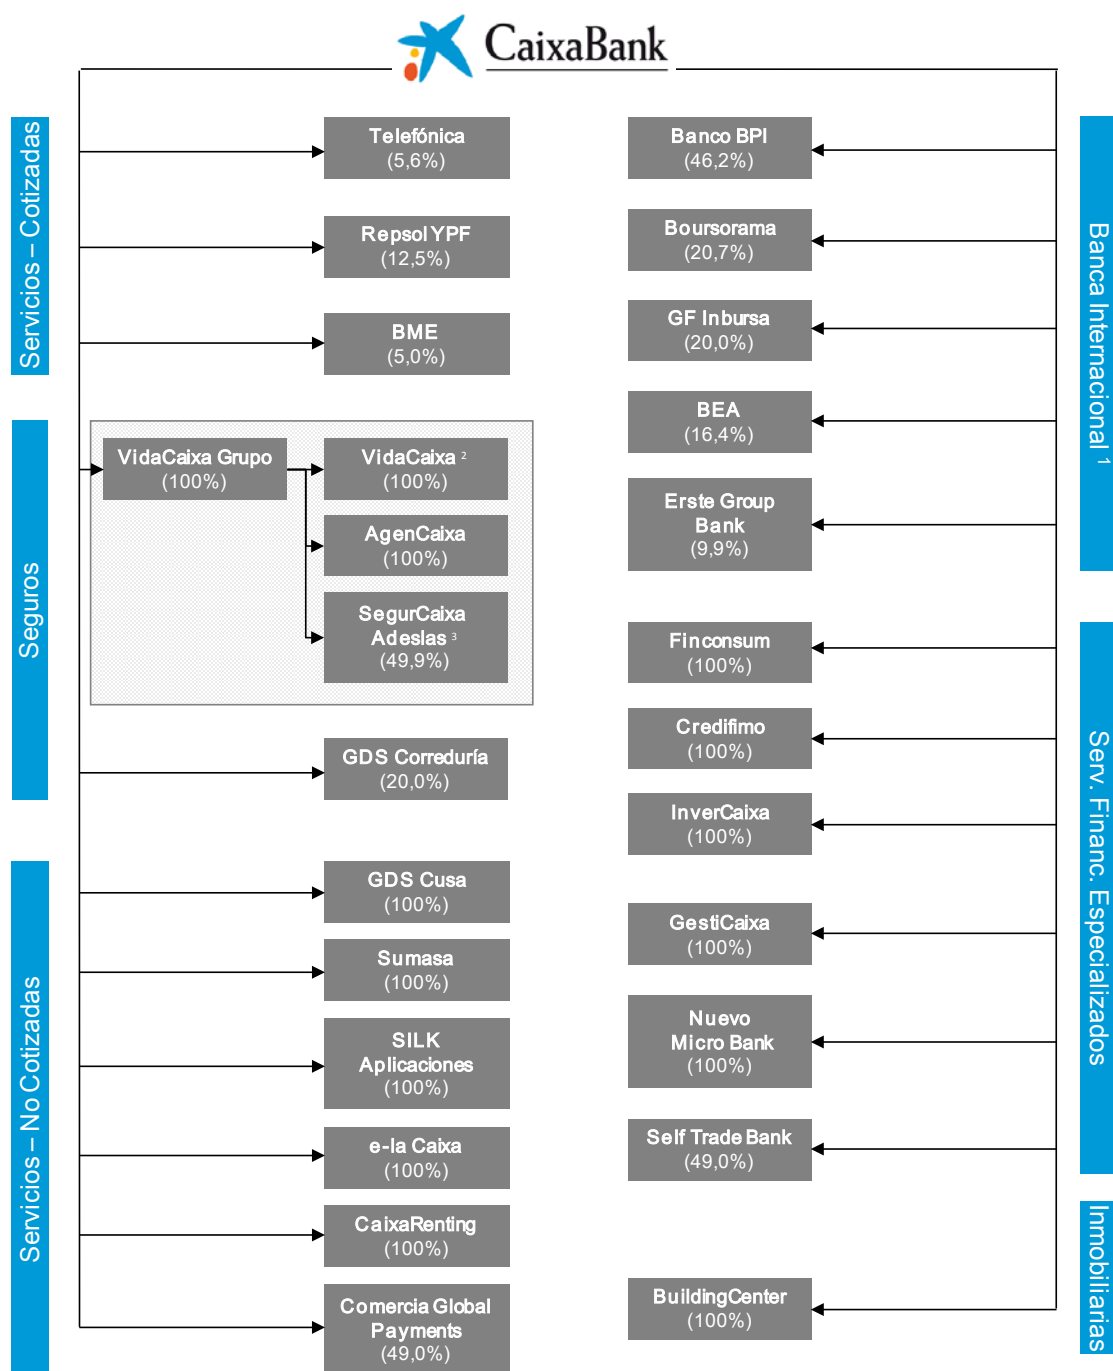 CaixaBank
Servicios – Cotizadas
Telefónica
(5,6%)
Repsol YPF
(12,5%)
BME
(5,0%)
Seguros
VidaCaixa Grupo
(100%)
VidaCaixa ²
(100%)
AgenCaixa
(100%)
SegurCaixa
Adeslas ³
(49,9%)
GDS Correduría
(20,0%)
Servicios – No Cotizadas
GDS Cusa
(100%)
Sumasa
(100%)
SILK
Aplicaciones
(100%)
e-la Caixa
(100%)
CaixaRenting
(100%)
Comercia Global
Payments
(49,0%)
Banca Internacional ¹
Banco BPI
(46,2%)
Boursorama
(20,7%)
GF Inbursa
(20,0%)
BEA
(16,4%)
Erste Group
Bank
(9,9%)
Serv. Financ. Especializados
Finconsum
(100%)
Credifimo
(100%)
InverCaixa
(100%)
GestiCaixa
(100%)
Nuevo
Micro Bank
(100%)
Self Trade Bank
(49,0%)
Inmobiliarias
BuildingCenter
(100%)